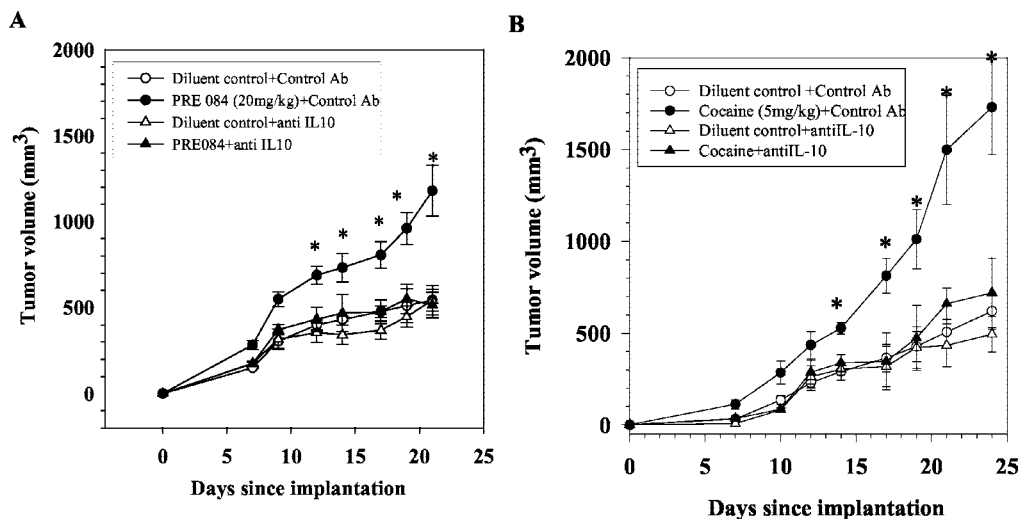 A
2000
1500
1000
500
0
Tumor volume (mm3)
Diluent control+Control Ab
PRE 084 (20mg/kg)+Control Ab
Diluent control+anti IL10
PRE084+anti IL10
*
*
*
*
*
0
5
10
15
20
25
Days since implantation
B
2000
1500
1000
500
0
Tumor volume (mm3)
Diluent control +Control Ab
Cocaine (5mg/kg)+Control Ab
Diluent control+antiIL-10
Cocaine+antiIL-10
*
*
*
*
*
0
5
10
15
20
25
Days since implantation